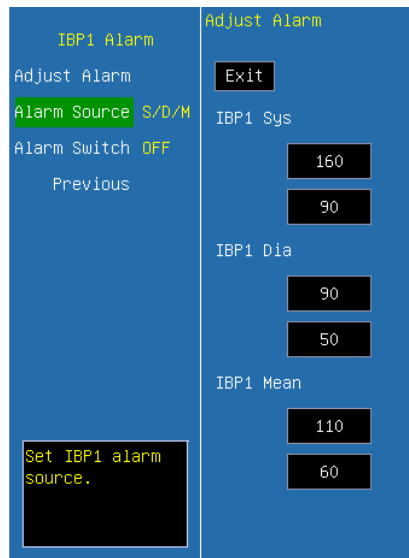 IBP1 Alarm
Adjust Alarm
Alarm Source S/D/M
Alarm Switch OFF
Previous
Set IBP1 alarm
source.
Adjust Alarm
Exit
IBP1 Sys
160
90
IBP1 Dia
90
50
IBP1 Mean
110
60